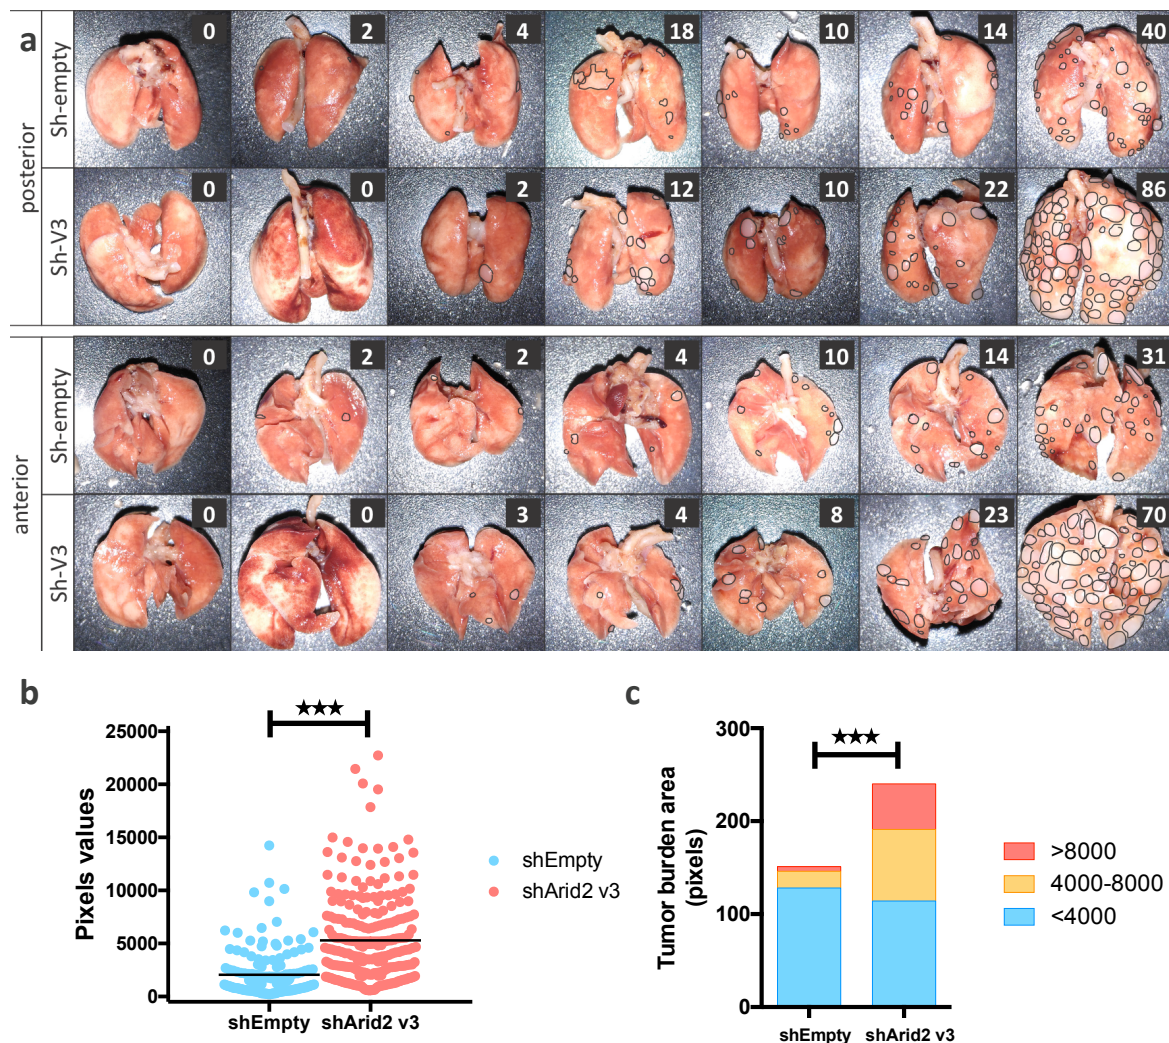 a
posterior
Sh-empty
0 2 4 18 10 14 40
Sh-V3
0 0 2 12 10 22 86
anterior
Sh-empty
0 2 2 4 10 14 31
Sh-V3
0 0 3 4 8 23 70
b
★★★
Pixels values
25000
20000
15000
10000
5000
0
shEmpty shArid2 v3
shEmpty
shArid2 v3
c
★★★
Tumor burden area
(pixels)
300
200
100
0
shEmpty shArid2 v3
>8000
4000-8000
<4000